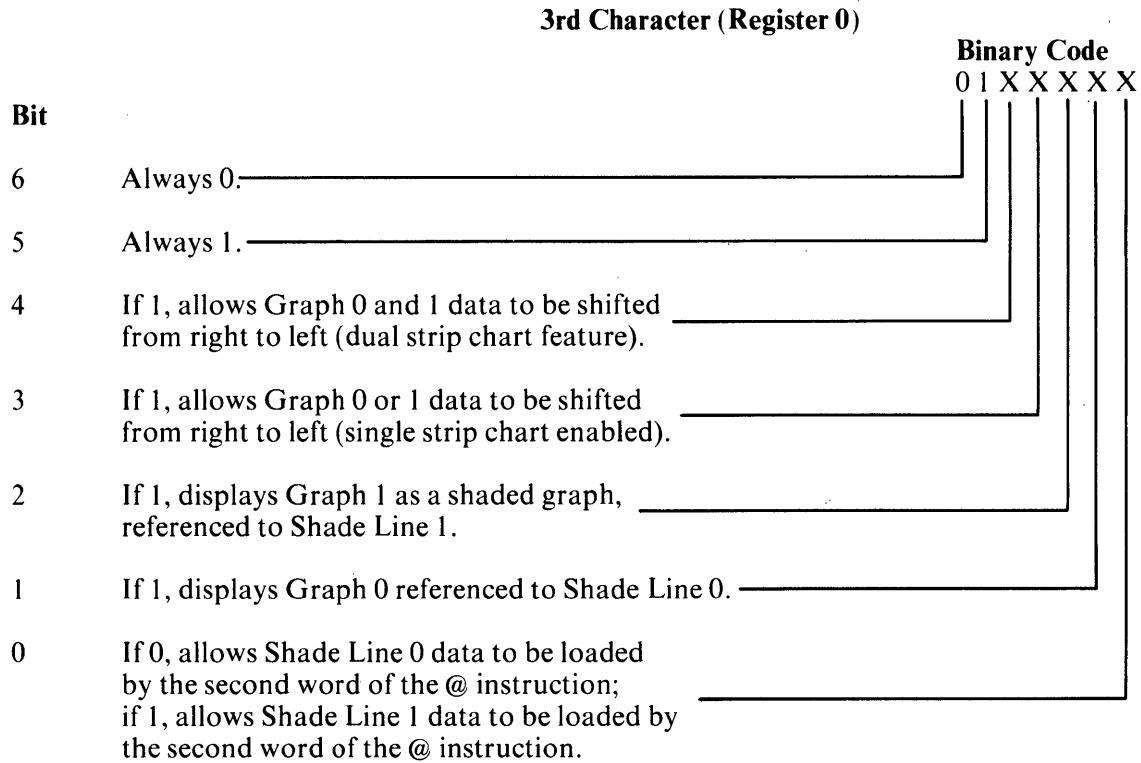 3rd Character (Register 0)
Binary Code
0 1 X X X X X
Bit
6 Always 0.
5 Always 1.
4 If 1, allows Graph 0 and 1 data to be shifted
from right to left (dual strip chart feature).
3 If 1, allows Graph 0 or 1 data to be shifted
from right to left (single strip chart enabled).
2 If 1, displays Graph 1 as a shaded graph,
referenced to Shade Line 1.
1 If 1, displays Graph 0 referenced to Shade Line 0.
0 If 0, allows Shade Line 0 data to be loaded
by the second word of the @ instruction;
if 1, allows Shade Line 1 data to be loaded by
the second word of the @ instruction.